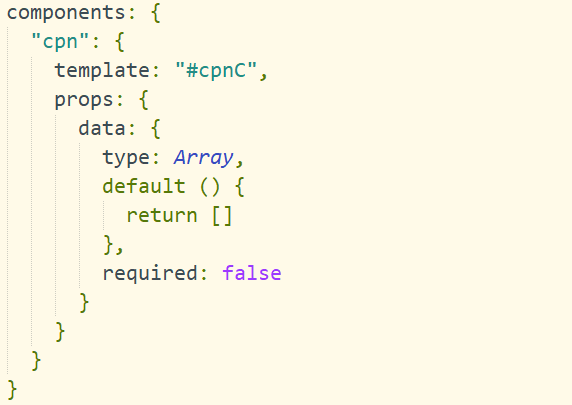 components: {
  "cpn": {
    template: "#cpnC",
    props: {
      data: {
        type: Array,
        default () {
          return []
        },
        required: false
      }
    }
  }
}